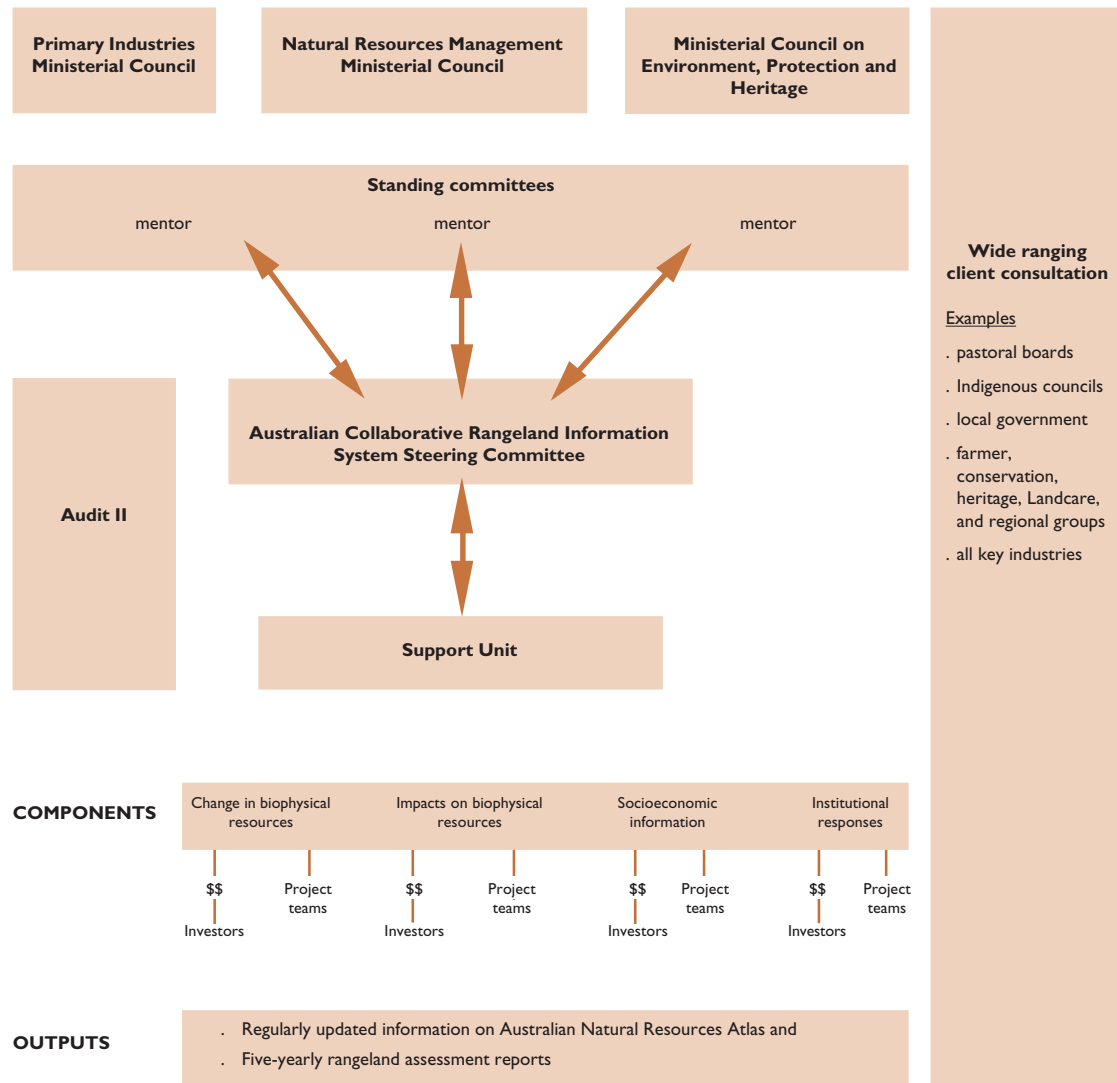 Primary Industries
Ministerial Council
Natural Resources Management
Ministerial Council
Ministerial Council on
Environment, Protection and
Heritage
Standing committees
mentor
mentor
mentor
Australian Collaborative Rangeland Information
System Steering Committee
Audit II
Support Unit
Wide ranging
client consultation
Examples
. pastoral boards
. Indigenous councils
. local government
. farmer,
conservation,
heritage, Landcare,
and regional groups
. all key industries
COMPONENTS
Change in biophysical
resources
Impacts on biophysical
resources
Socioeconomic
information
Institutional
responses
$$
Project
teams
Investors
$$
Project
teams
Investors
$$
Project
teams
Investors
$$
Project
teams
Investors
OUTPUTS
. Regularly updated information on Australian Natural Resources Atlas and
. Five-yearly rangeland assessment reports